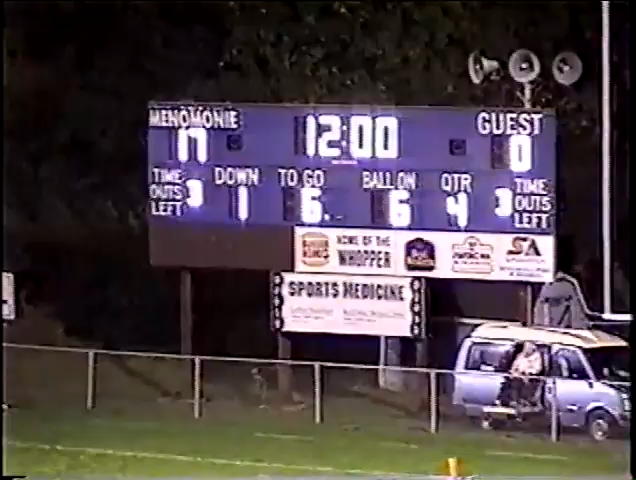 MENOMONIE 12:00 GUEST
17 0
TIME OUTS LEFT 3 DOWN 1 TO GO 6 BALL ON 6 QTR 4 3 TIME OUTS LEFT
BURGER KING HOME OF THE WHOPPER
SPORTS MEDICINE